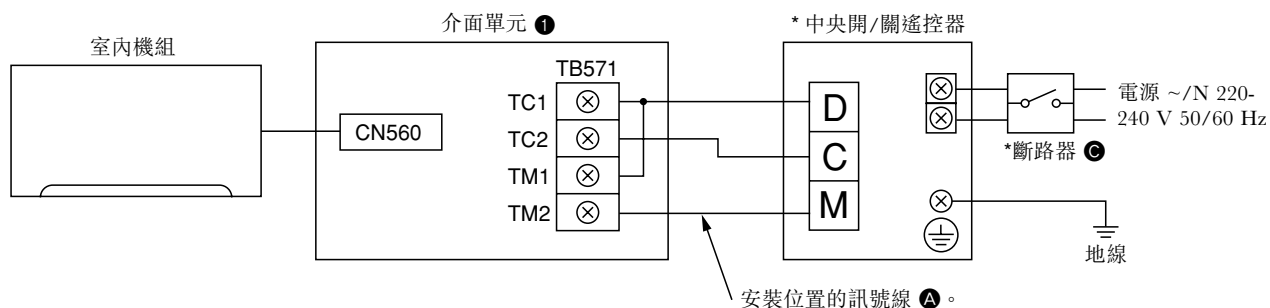 室內機組
介面單元 ❶
CN560
TB571
TC1
TC2
TM1
TM2
* 中央開/關遙控器
D
C
M
電源 ~/N 220-
240 V 50/60 Hz
*斷路器 🅒
地線
安裝位置的訊號線 🅐。